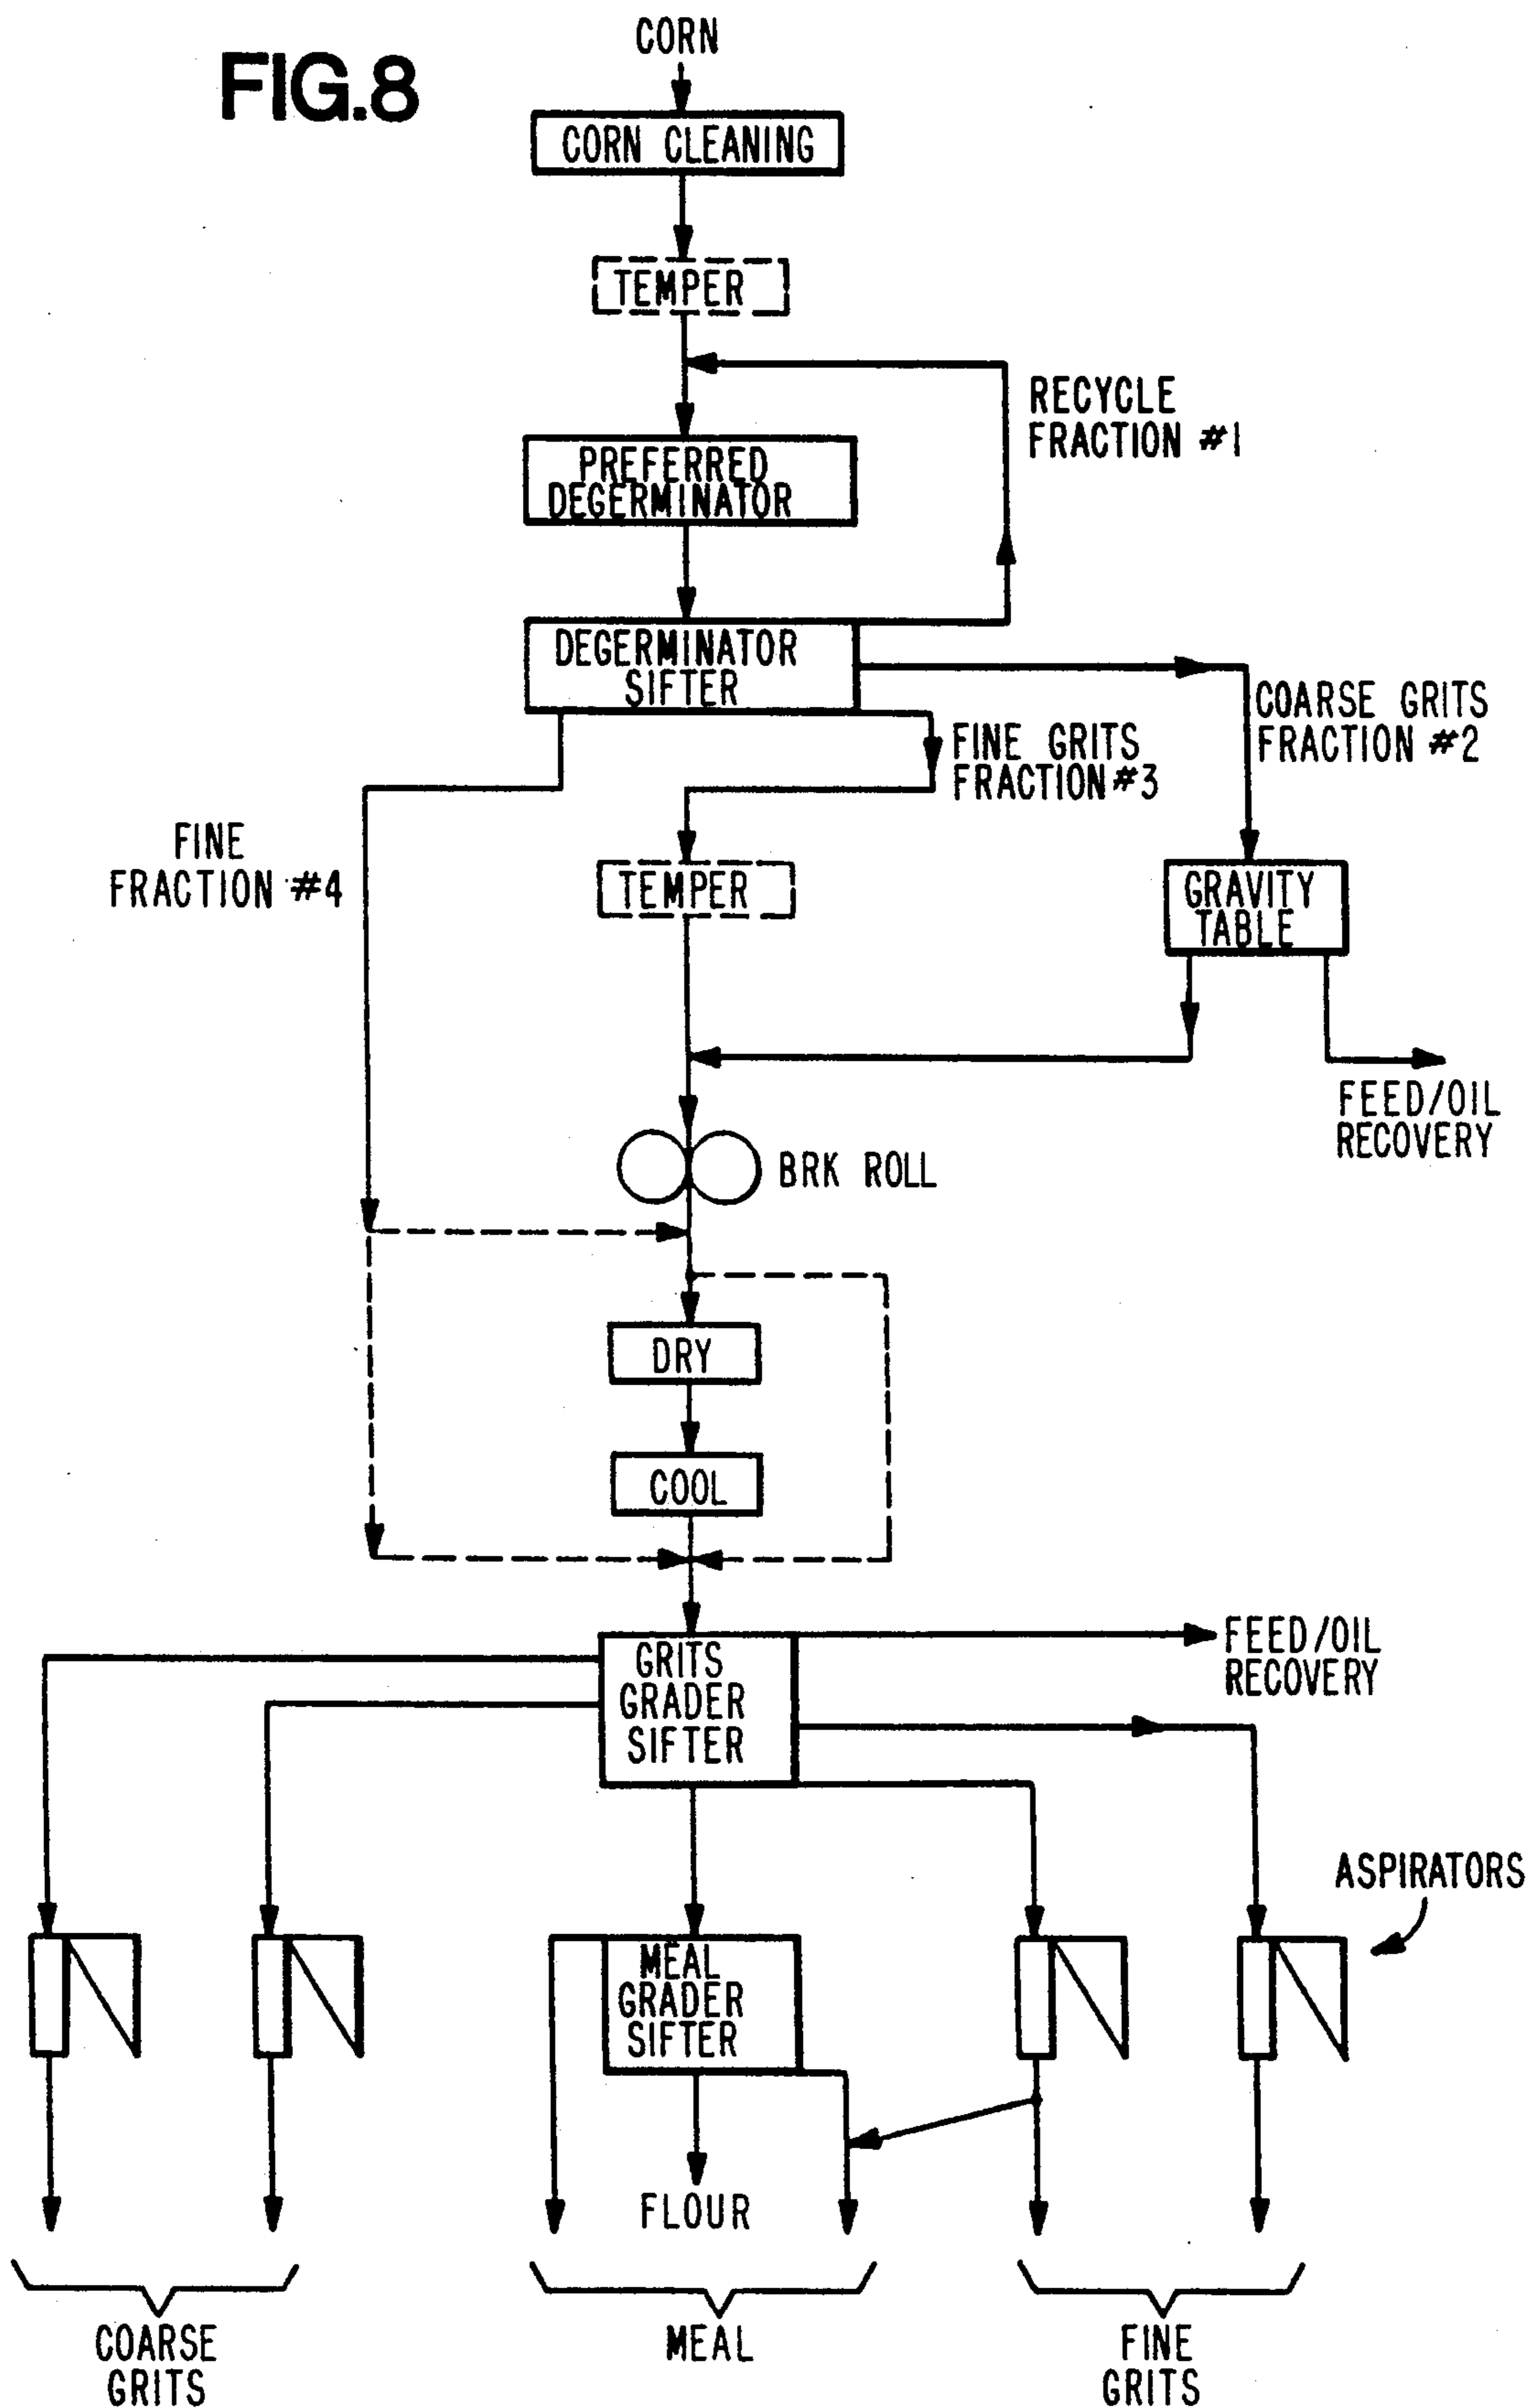 FIG.8
CORN
CORN CLEANING
TEMPER
RECYCLE
FRACTION #1
PREFERRED
DEGERMINATOR
DEGERMINATOR
SIFTER
COARSE GRITS
FRACTION #2
FINE GRITS
FRACTION #3
FINE
FRACTION #4
TEMPER
GRAVITY
TABLE
FEED/OIL
RECOVERY
BRK ROLL
DRY
COOL
FEED/OIL
RECOVERY
GRITS
GRADER
SIFTER
ASPIRATORS
MEAL
GRADER
SIFTER
FLOUR
COARSE
GRITS
MEAL
FINE
GRITS